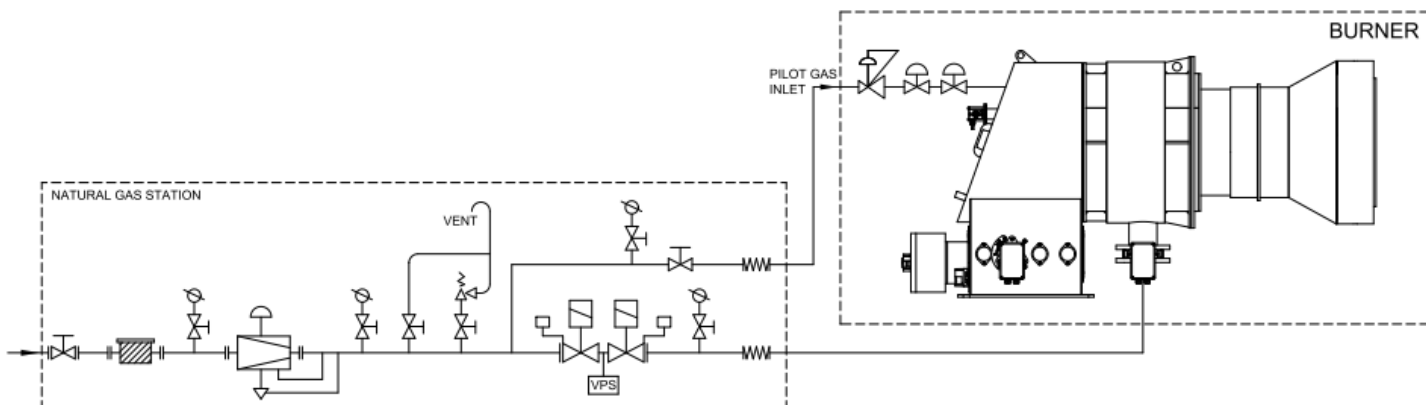 BURNER
PILOT GAS
INLET
NATURAL GAS STATION
VENT
VPS